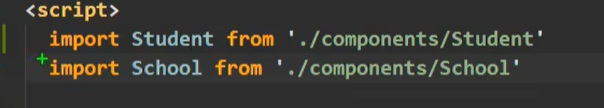 <script>
import Student from './components/Student'
import School from './components/School'